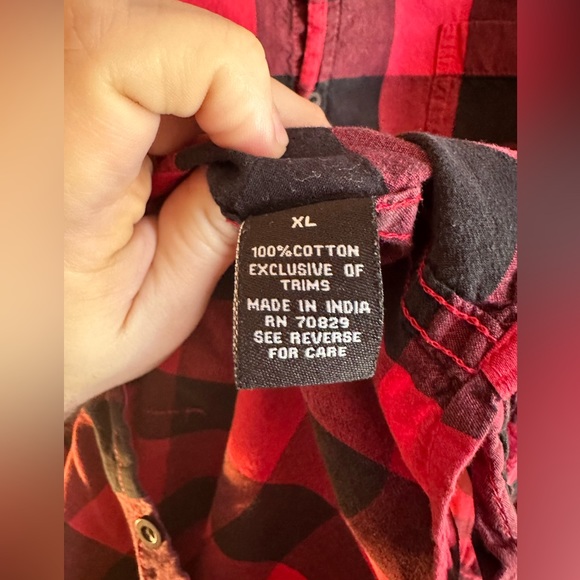 XL
100%COTTON
EXCLUSIVE OF
TRIMS
MADE IN INDIA
RN 70829
SEE REVERSE
FOR CARE